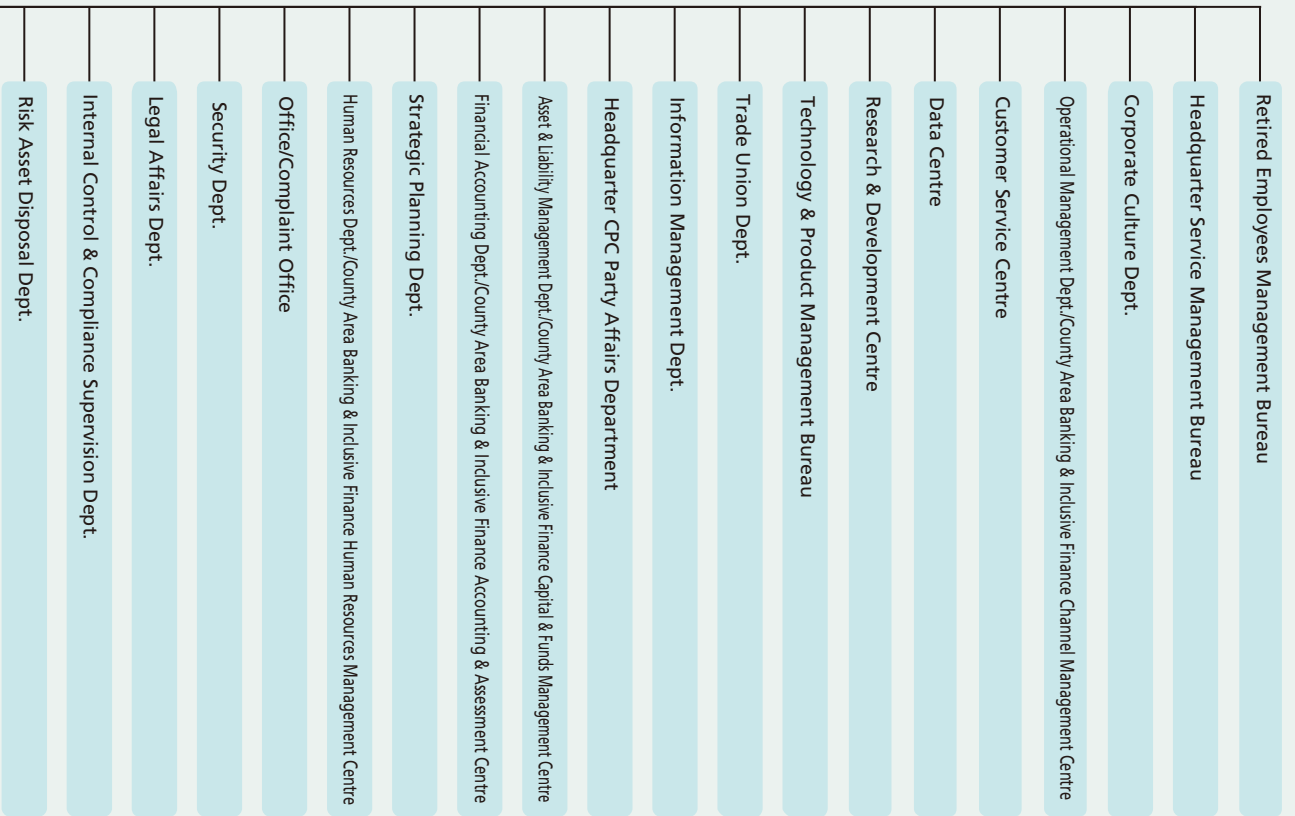 Risk Asset Disposal Dept.
Internal Control & Compliance Supervision Dept.
Legal Affairs Dept.
Security Dept.
Office/Complaint Office
Human Resources Dept./County Area Banking & Inclusive Finance Human Resources Management Centre
Strategic Planning Dept.
Financial Accounting Dept./County Area Banking & Inclusive Finance Accounting & Assessment Centre
Asset & Liability Management Dept./County Area Banking & Inclusive Finance Capital & Funds Management Centre
Headquarter CPC Party Affairs Department
Information Management Dept.
Trade Union Dept.
Technology & Product Management Bureau
Research & Development Centre
Data Centre
Customer Service Centre
Operational Management Dept./County Area Banking & Inclusive Finance Channel Management Centre
Corporate Culture Dept.
Headquarter Service Management Bureau
Retired Employees Management Bureau